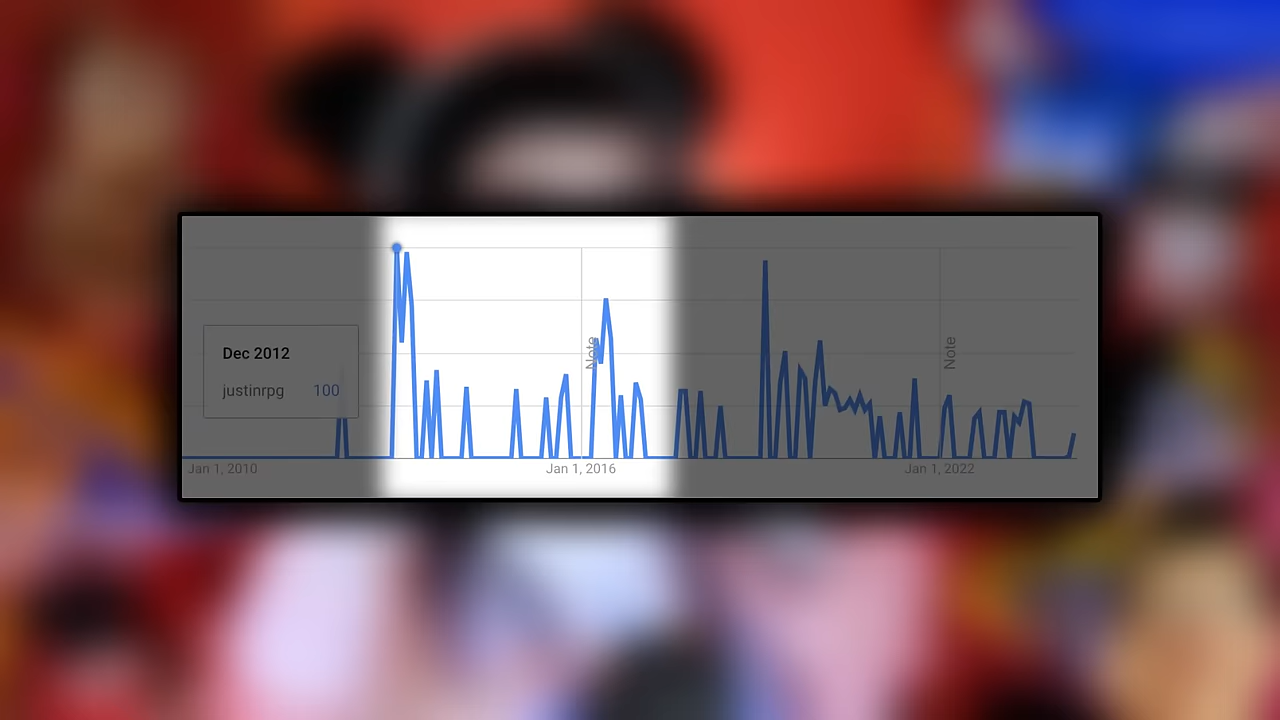 Dec 2012
justinrpg 100
Note
Note
Jan 1, 2010
Jan 1, 2016
Jan 1, 2022